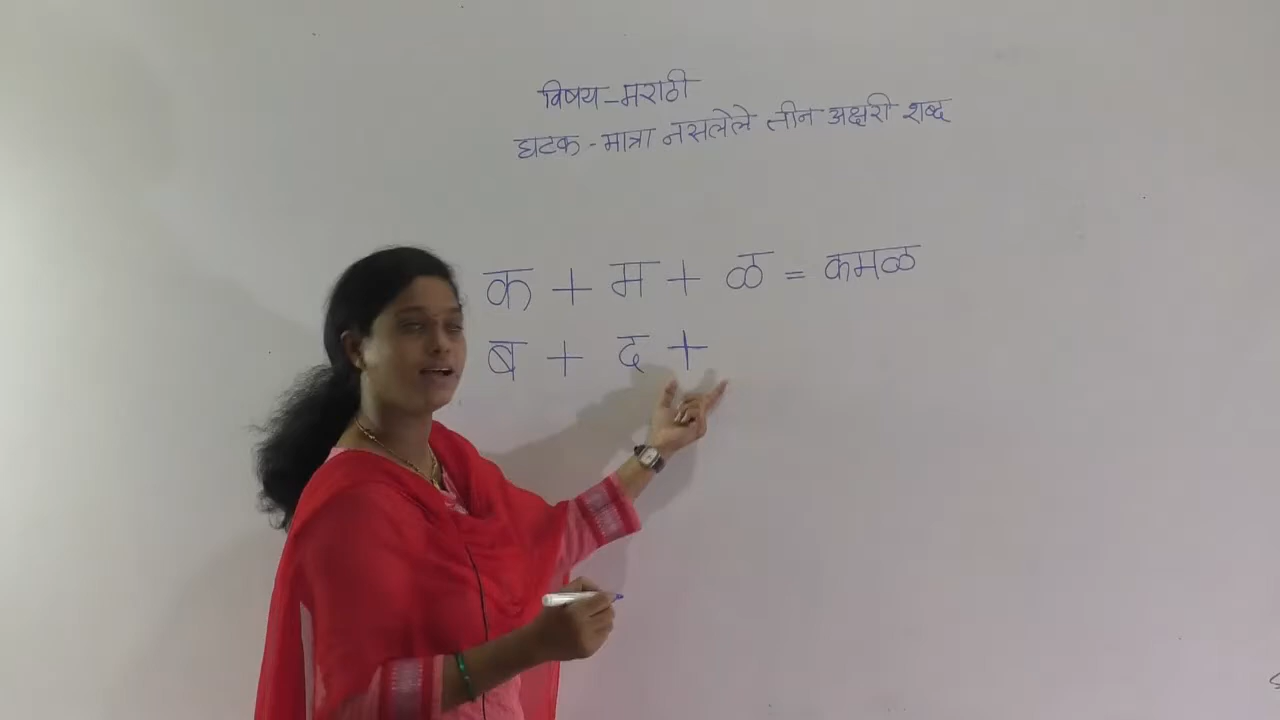 विषय-मराठी
घटक-मात्रा नसलेले तीन अक्षरी शब्द
क + म + ळ = कमळ
ब + द +